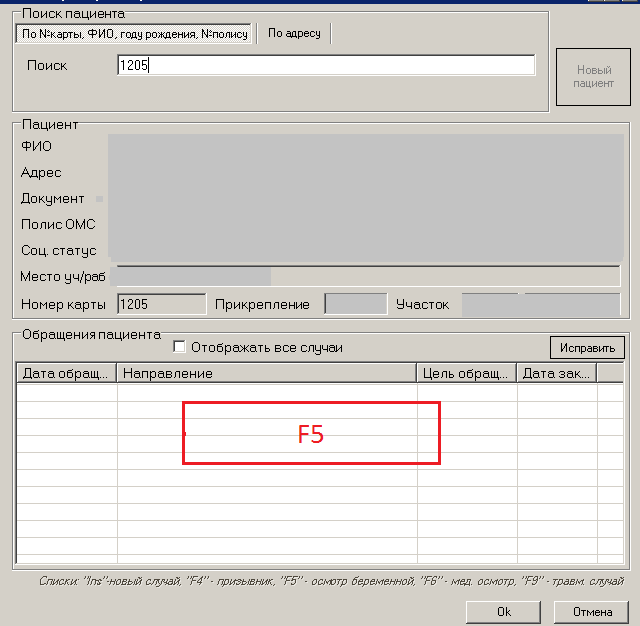 Поиск пациента
По №карты, ФИО, году рождения, №полису
По адресу
Поиск
1205
Новый
пациент
Пациент
ФИО
Адрес
Документ
Полис ОМС
Соц. статус
Место уч/раб
Номер карты 1205 Прикрепление Участок
Обращения пациента
Отображать все случаи
Исправить
Дата обращ... Направление Цель обращ... Дата зак...
F5
Списки: "Ins"-новый случай, "F4" - призывник, "F5" - осмотр беременной, "F6" - мед. осмотр, "F9" - травм. случай
Ok Отмена